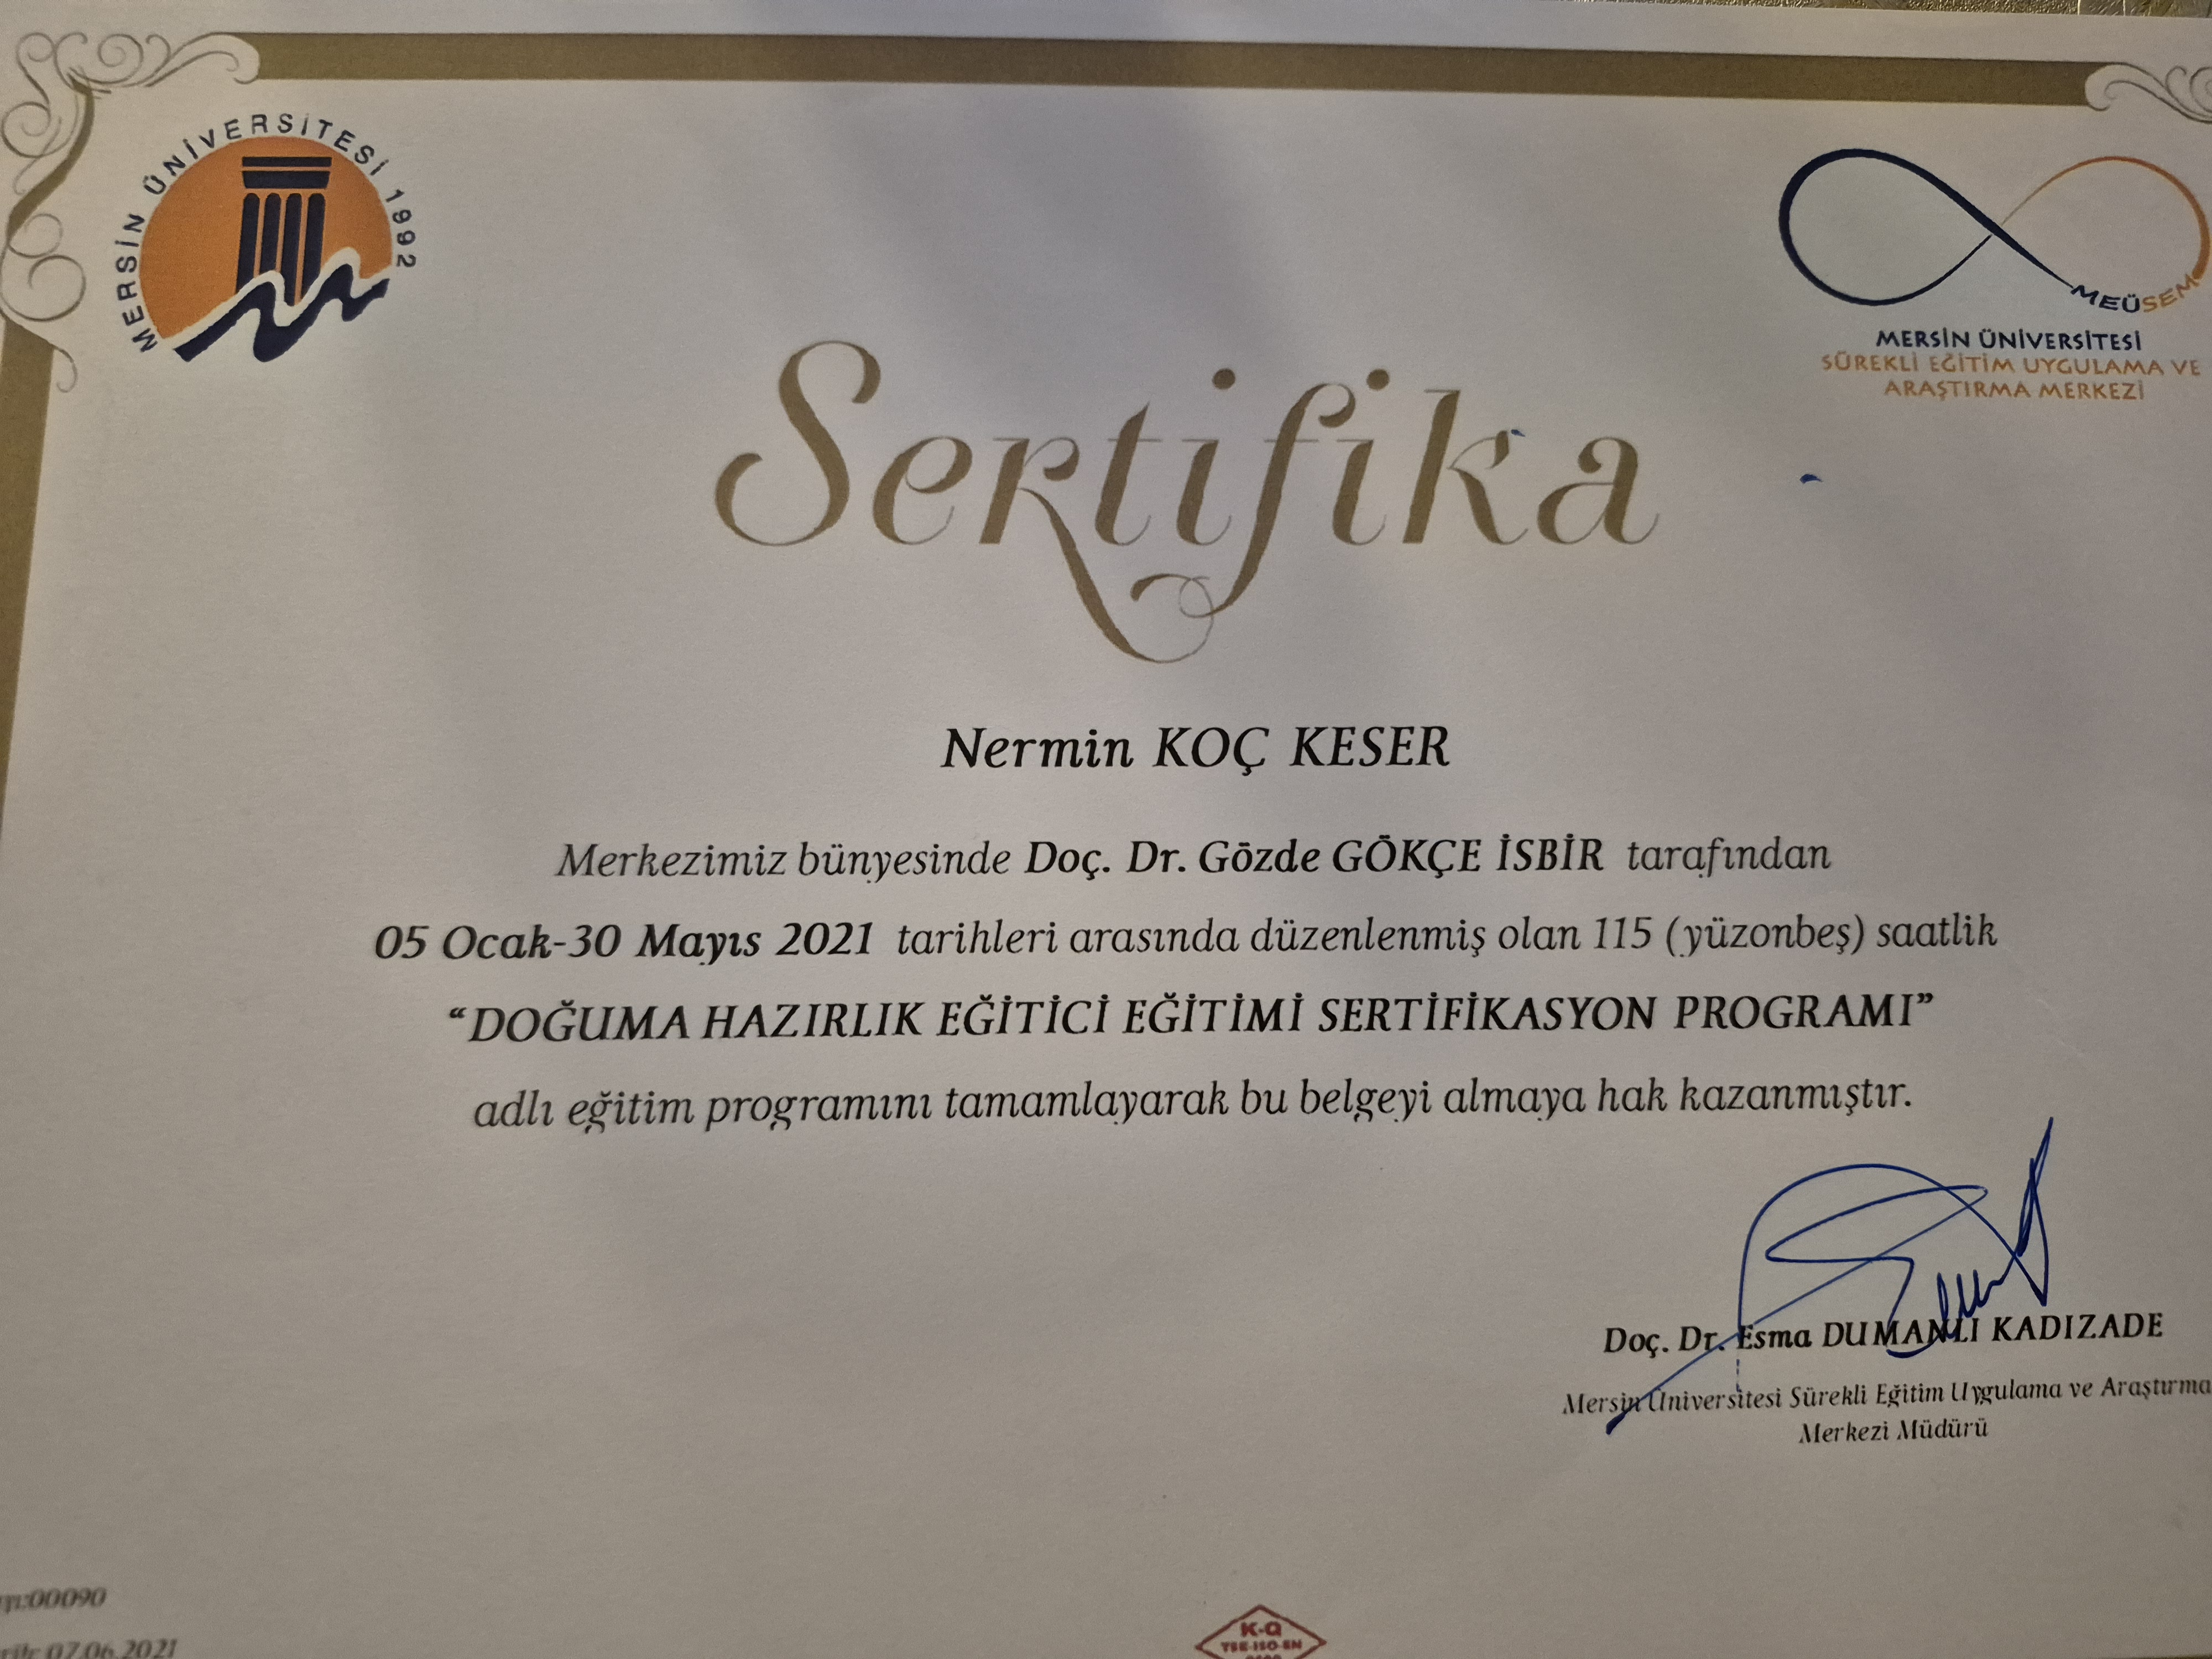 MERSİN ÜNİVERSİTESİ 1992
MEÜSEM
MERSİN ÜNİVERSİTESİ
SÜREKLİ EĞİTİM UYGULAMA VE
ARAŞTIRMA MERKEZİ
Sertifika
Nermin KOÇ KESER
Merkezimiz bünyesinde Doç. Dr. Gözde GÖKÇE İSBİR tarafından
05 Ocak-30 Mayıs 2021 tarihleri arasında düzenlenmiş olan 115 (yüzonbeş) saatlik
“DOĞUMA HAZIRLIK EĞİTİCİ EĞİTİMİ SERTİFİKASYON PROGRAMI”
adlı eğitim programını tamamlayarak bu belgeyi almaya hak kazanmıştır.
Doç. Dr. Esma DUMANLI KADIZADE
Mersin Üniversitesi Sürekli Eğitim Uygulama ve Araştırma
Merkezi Müdürü
:00090
07.06.2021
K-Q
TSE-ISO-EN